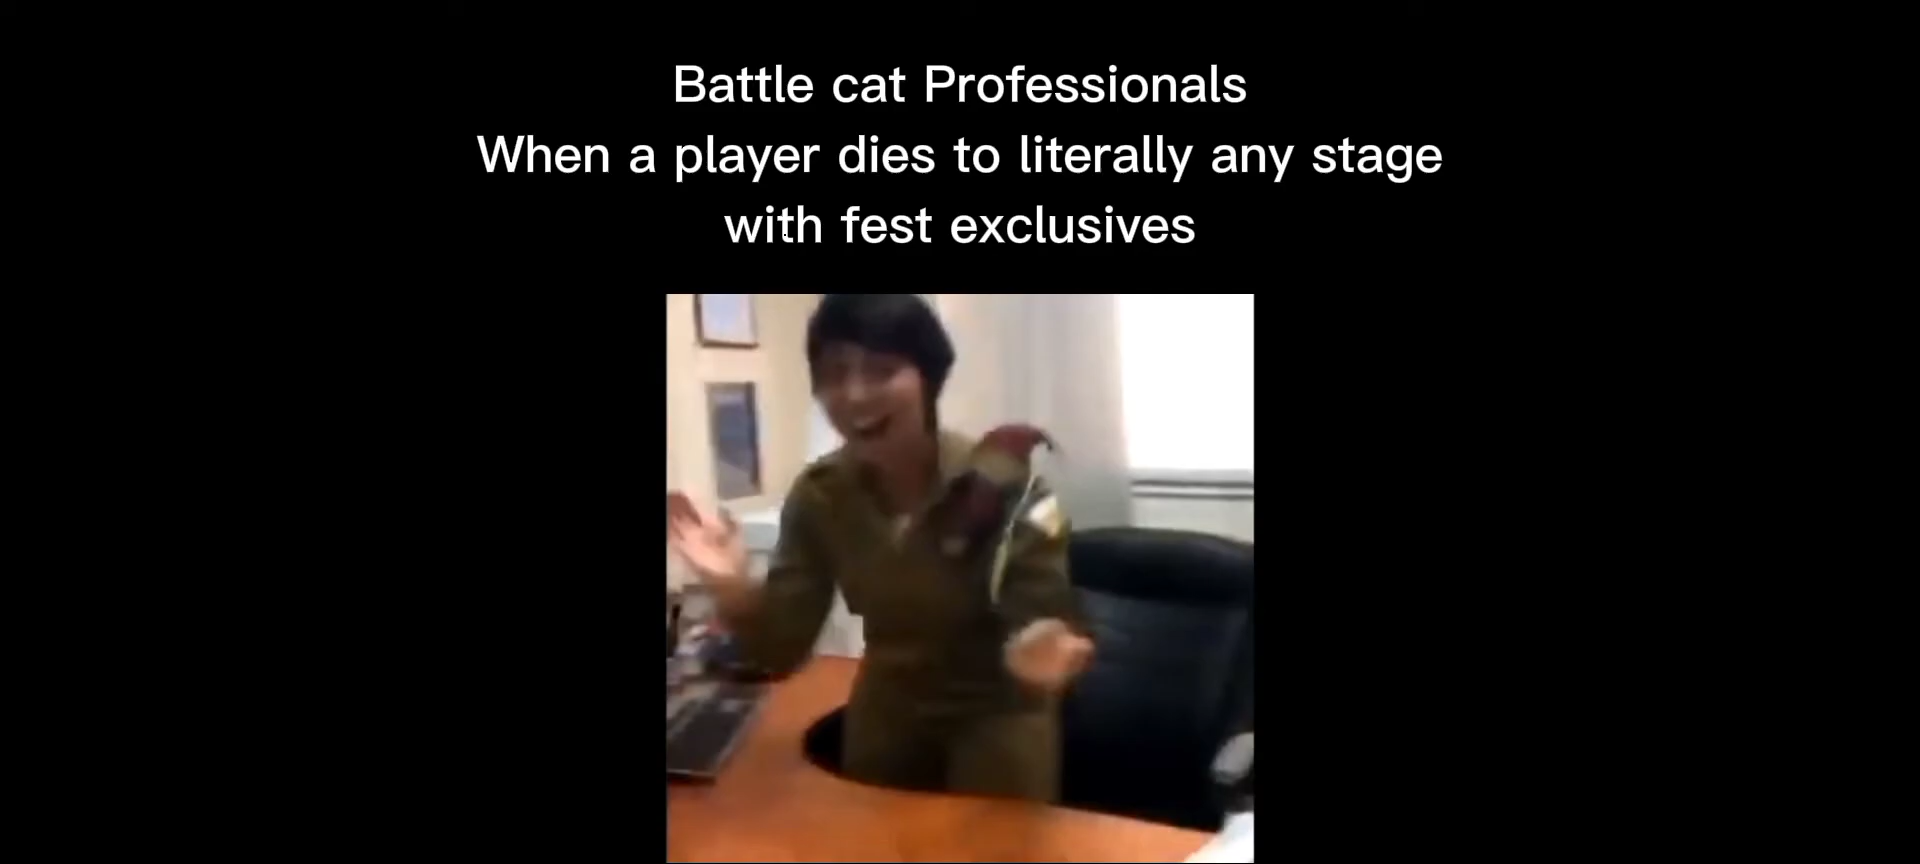 Battle cat Professionals
When a player dies to literally any stage
with fest exclusives